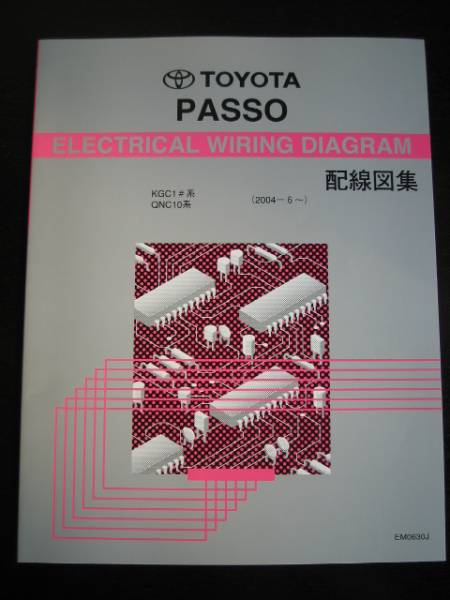 TOYOTA
PASSO
ELECTRICAL WIRING DIAGRAM
配線図集
KGC1#系 (2004－6～)
QNC10系
EM0630J